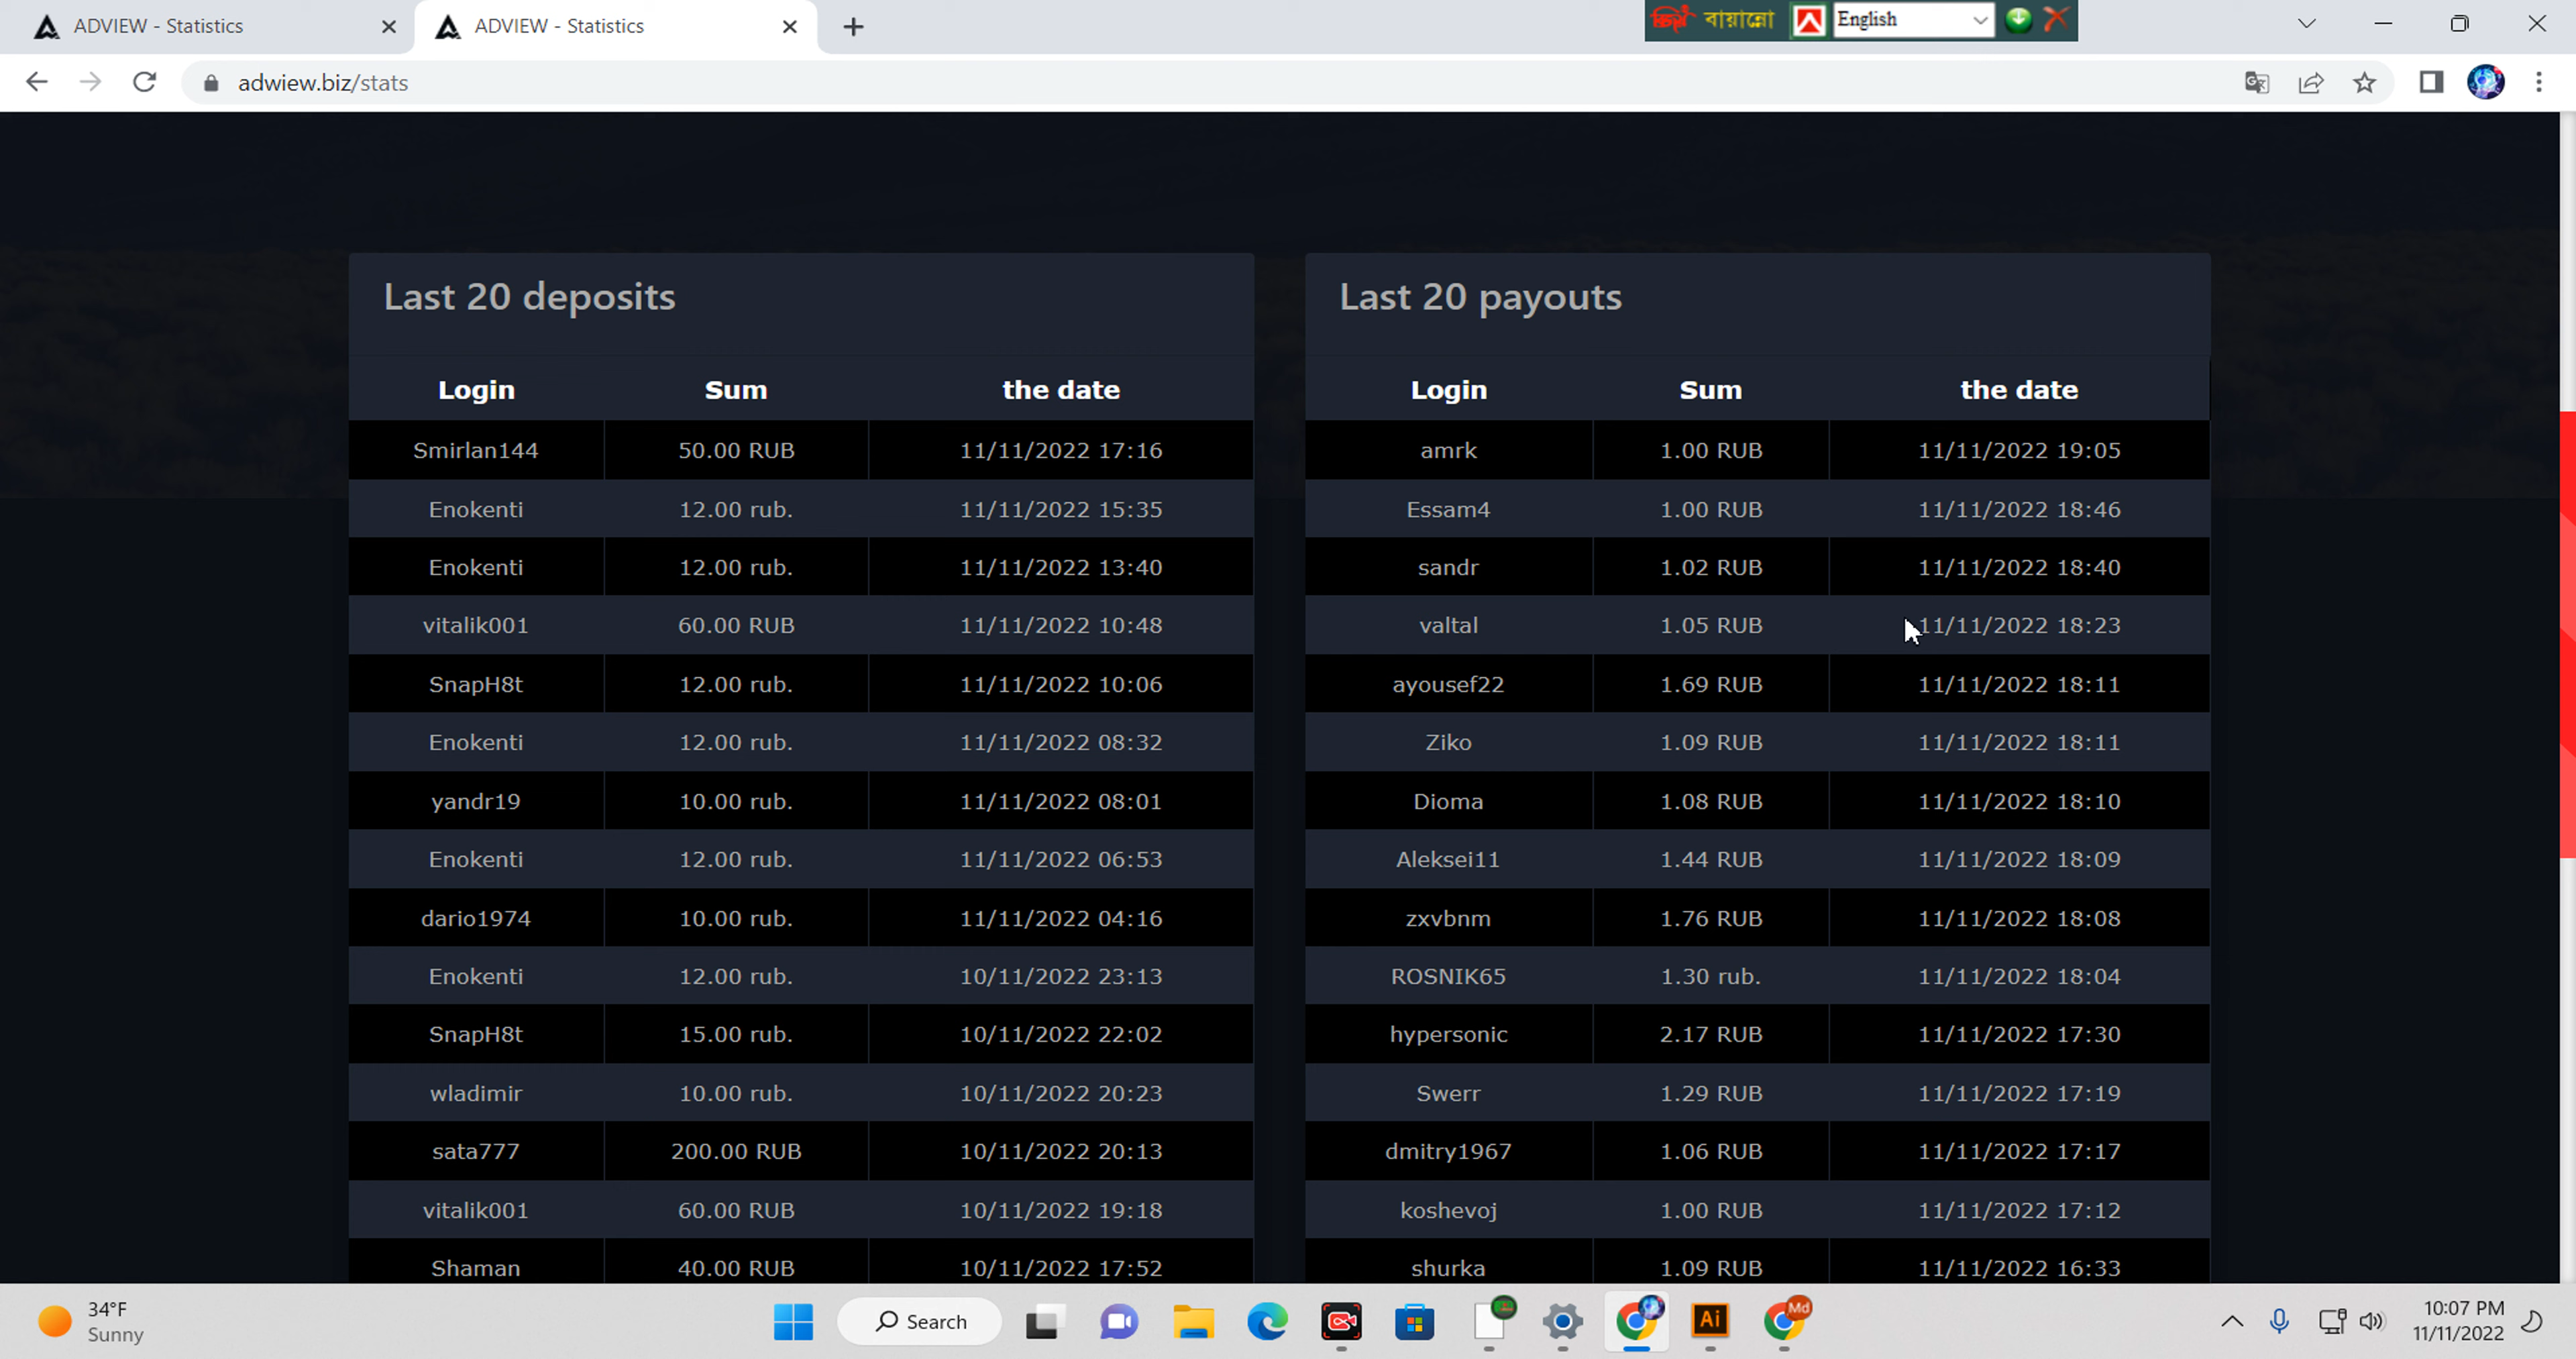 ADVIEW - Statistics
ADVIEW - Statistics
বায়ান্নো
English
adwiew.biz/stats
Last 20 deposits
Login Sum the date
Smirlan144 50.00 RUB 11/11/2022 17:16
Enokenti 12.00 rub. 11/11/2022 15:35
Enokenti 12.00 rub. 11/11/2022 13:40
vitalik001 60.00 RUB 11/11/2022 10:48
SnapH8t 12.00 rub. 11/11/2022 10:06
Enokenti 12.00 rub. 11/11/2022 08:32
yandr19 10.00 rub. 11/11/2022 08:01
Enokenti 12.00 rub. 11/11/2022 06:53
dario1974 10.00 rub. 11/11/2022 04:16
Enokenti 12.00 rub. 10/11/2022 23:13
SnapH8t 15.00 rub. 10/11/2022 22:02
wladimir 10.00 rub. 10/11/2022 20:23
sata777 200.00 RUB 10/11/2022 20:13
vitalik001 60.00 RUB 10/11/2022 19:18
Shaman 40.00 RUB 10/11/2022 17:52
Last 20 payouts
Login Sum the date
amrk 1.00 RUB 11/11/2022 19:05
Essam4 1.00 RUB 11/11/2022 18:46
sandr 1.02 RUB 11/11/2022 18:40
valtal 1.05 RUB 11/11/2022 18:23
ayousef22 1.69 RUB 11/11/2022 18:11
Ziko 1.09 RUB 11/11/2022 18:11
Dioma 1.08 RUB 11/11/2022 18:10
Aleksei11 1.44 RUB 11/11/2022 18:09
zxvbnm 1.76 RUB 11/11/2022 18:08
ROSNIK65 1.30 rub. 11/11/2022 18:04
hypersonic 2.17 RUB 11/11/2022 17:30
Swerr 1.29 RUB 11/11/2022 17:19
dmitry1967 1.06 RUB 11/11/2022 17:17
koshevoj 1.00 RUB 11/11/2022 17:12
shurka 1.09 RUB 11/11/2022 16:33
34°F
Sunny
Search
Ai
Md
10:07 PM
11/11/2022